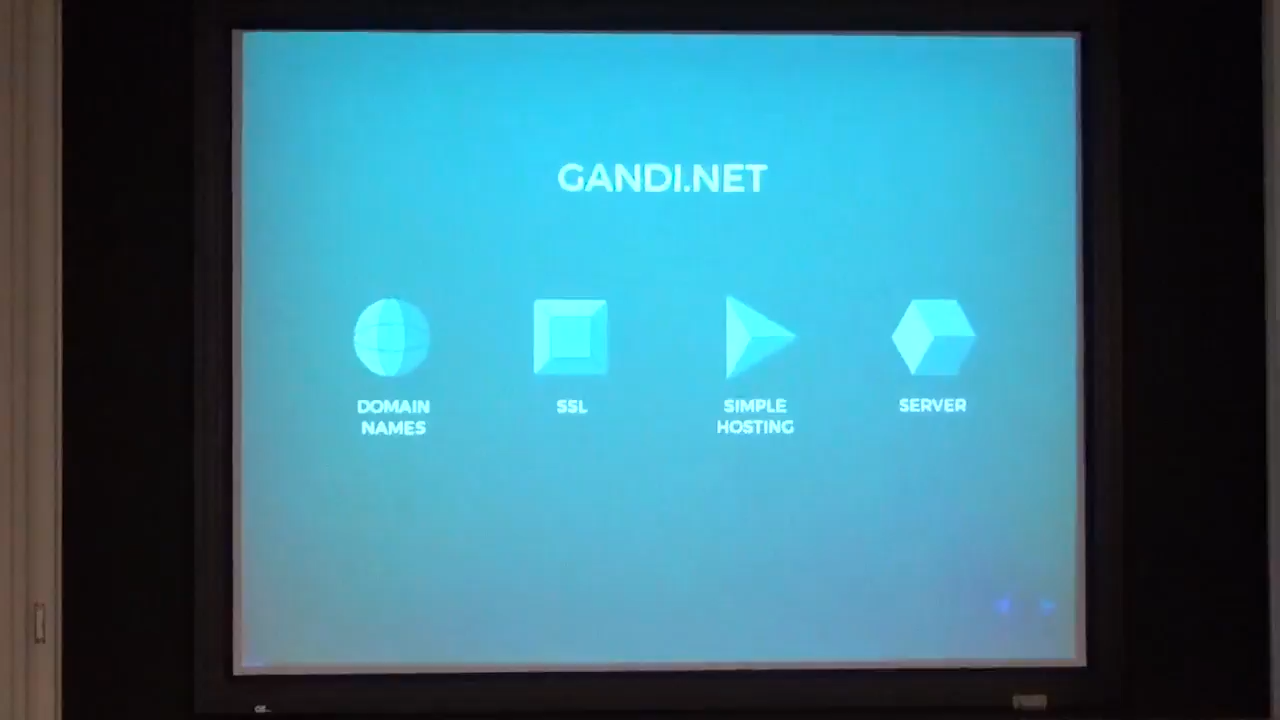 GANDI.NET
DOMAIN
NAMES
SSL
SIMPLE
HOSTING
SERVER